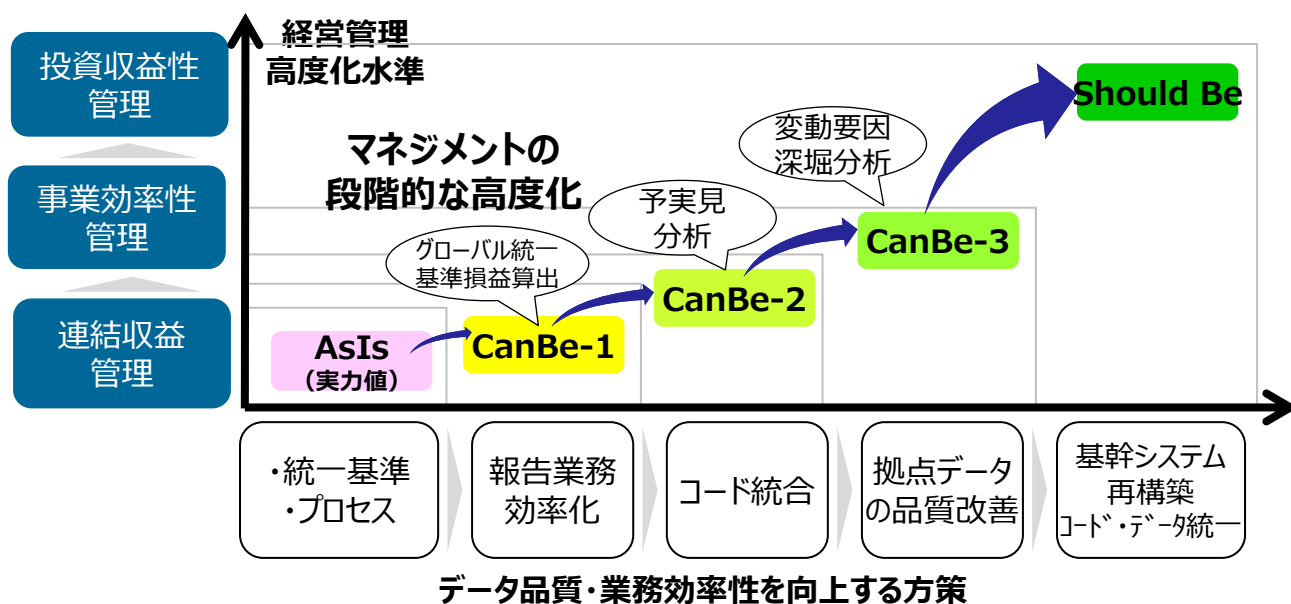 経営管理
高度化水準
投資収益性
管理
事業効率性
管理
連結収益
管理
マネジメントの
段階的な高度化
グローバル統一
基準損益算出
予実見
分析
変動要因
深堀分析
AsIs
（実力値）
CanBe-1
CanBe-2
CanBe-3
Should Be
・統一基準
・プロセス
報告業務
効率化
コード統合
拠点データ
の品質改善
基幹システム
再構築
ｺｰﾄﾞ・ﾃﾞｰﾀ統一
データ品質・業務効率性を向上する方策